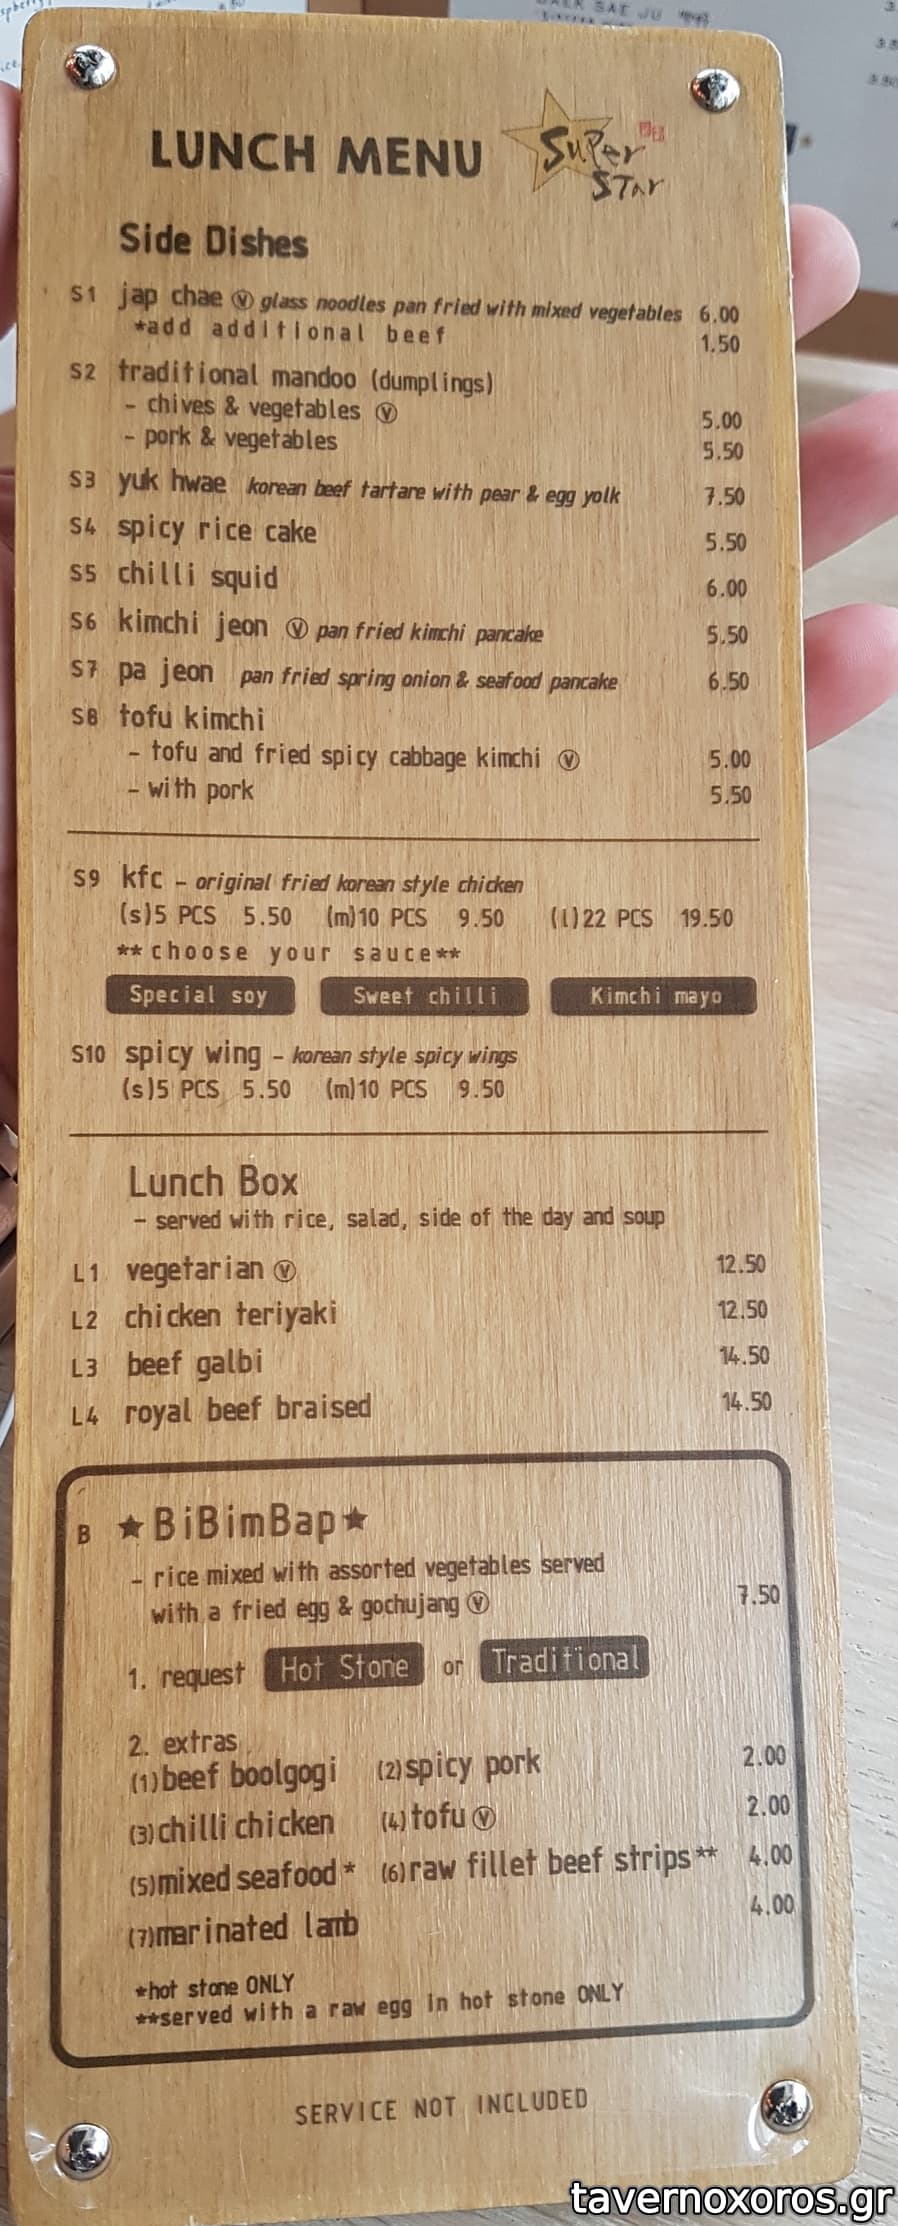 BAEK SAE JU
LUNCH MENU
Super Star
Side Dishes
S1 jap chae Ⓥ glass noodles pan fried with mixed vegetables 6.00
*add additional beef 1.50
S2 traditional mandoo (dumplings)
- chives & vegetables Ⓥ 5.00
- pork & vegetables 5.50
S3 yuk hwae korean beef tartare with pear & egg yolk 7.50
S4 spicy rice cake 5.50
S5 chilli squid 6.00
S6 kimchi jeon Ⓥ pan fried kimchi pancake 5.50
S7 pa jeon pan fried spring onion & seafood pancake 6.50
S8 tofu kimchi
- tofu and fried spicy cabbage kimchi Ⓥ 5.00
- with pork 5.50
S9 kfc - original fried korean style chicken
(s)5 PCS 5.50 (m)10 PCS 9.50 (l)22 PCS 19.50
**choose your sauce**
Special soy Sweet chilli Kimchi mayo
S10 spicy wing - korean style spicy wings
(s)5 PCS 5.50 (m)10 PCS 9.50
Lunch Box
- served with rice, salad, side of the day and soup
L1 vegetarian Ⓥ 12.50
L2 chicken teriyaki 12.50
L3 beef galbi 14.50
L4 royal beef braised 14.50
B ★BiBimBap★
- rice mixed with assorted vegetables served
with a fried egg & gochujang Ⓥ 7.50
1. request Hot Stone or Traditional
2. extras
(1)beef boolgogi (2)spicy pork 2.00
(3)chilli chicken (4)tofu Ⓥ 2.00
(5)mixed seafood* (6)raw fillet beef strips** 4.00
(7)marinated lamb 4.00
*hot stone ONLY
**served with a raw egg in hot stone ONLY
SERVICE NOT INCLUDED
tavernoxoros.gr